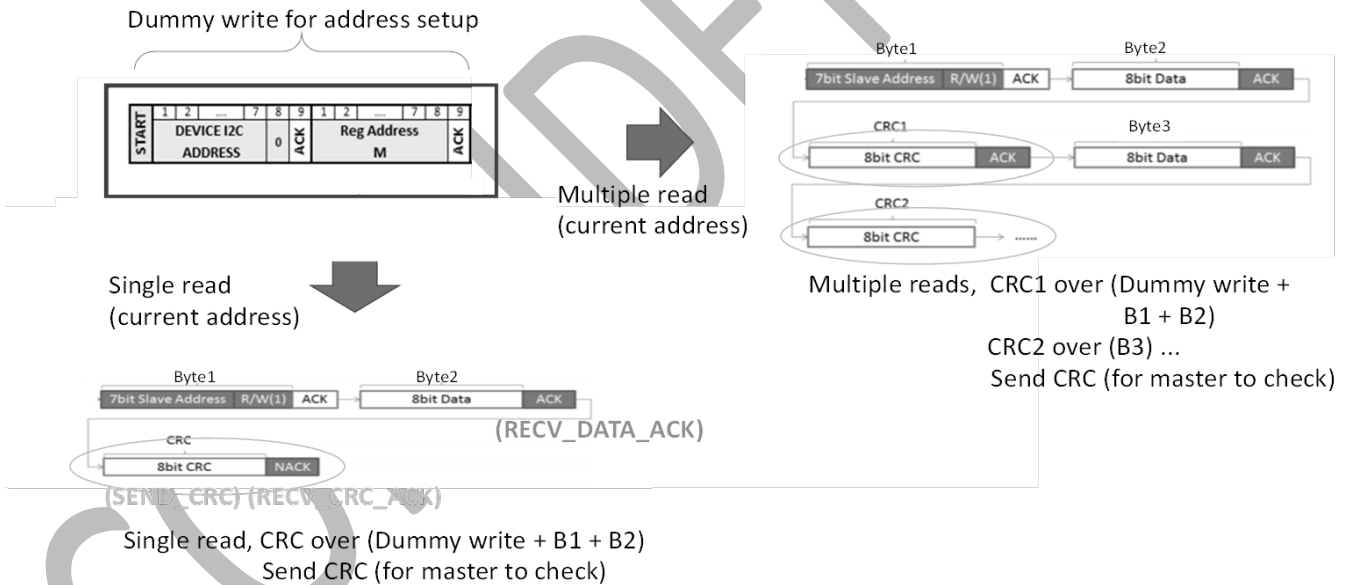 Dummy write for address setup
START 1 2 .... 7 8 9 1 2 .... 7 8 9
DEVICE I2C ADDRESS 0 ACK Reg Address M ACK
Multiple read
(current address)
Byte1 Byte2
7bit Slave Address R/W(1) ACK 8bit Data ACK
CRC1 Byte3
8bit CRC ACK 8bit Data ACK
CRC2
8bit CRC ......
Multiple reads, CRC1 over (Dummy write +
B1 + B2)
CRC2 over (B3) ...
Send CRC (for master to check)
Single read
(current address)
Byte1 Byte2
7bit Slave Address R/W(1) ACK 8bit Data ACK
(RECV_DATA_ACK)
CRC
8bit CRC NACK
(SEND_CRC) (RECV_CRC_ACK)
Single read, CRC over (Dummy write + B1 + B2)
Send CRC (for master to check)